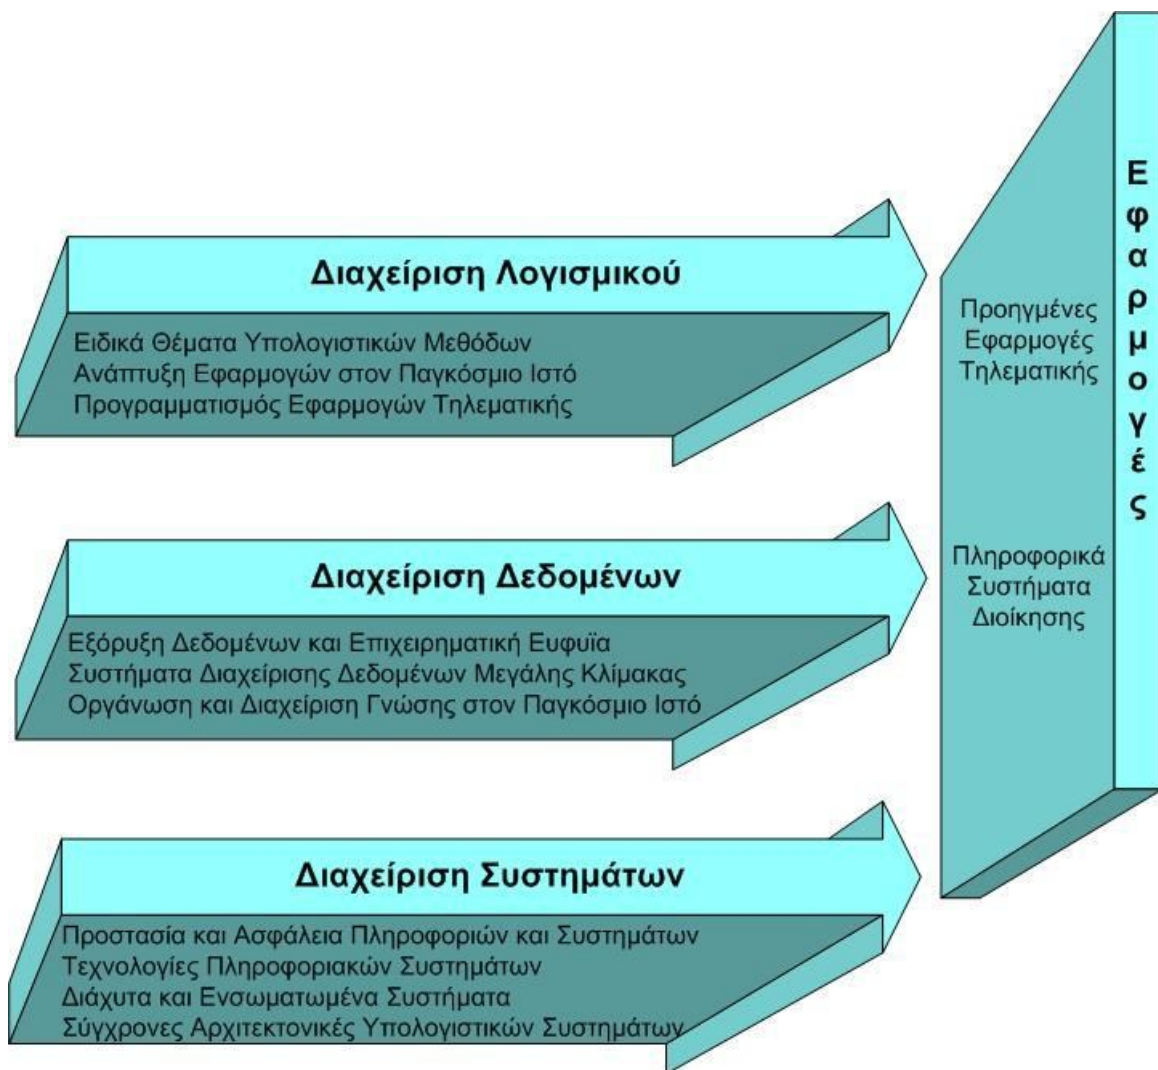 Διαχείριση Λογισμικού
Ειδικά Θέματα Υπολογιστικών Μεθόδων
Ανάπτυξη Εφαρμογών στον Παγκόσμιο Ιστό
Προγραμματισμός Εφαρμογών Τηλεματικής
Διαχείριση Δεδομένων
Εξόρυξη Δεδομένων και Επιχειρηματική Ευφυΐα
Συστήματα Διαχείρισης Δεδομένων Μεγάλης Κλίμακας
Οργάνωση και Διαχείριση Γνώσης στον Παγκόσμιο Ιστό
Διαχείριση Συστημάτων
Προστασία και Ασφάλεια Πληροφοριών και Συστημάτων
Τεχνολογίες Πληροφοριακών Συστημάτων
Διάχυτα και Ενσωματωμένα Συστήματα
Σύγχρονες Αρχιτεκτονικές Υπολογιστικών Συστημάτων
Προηγμένες
Εφαρμογές
Τηλεματικής
Πληροφορικά
Συστήματα
Διοίκησης
Εφαρμογές